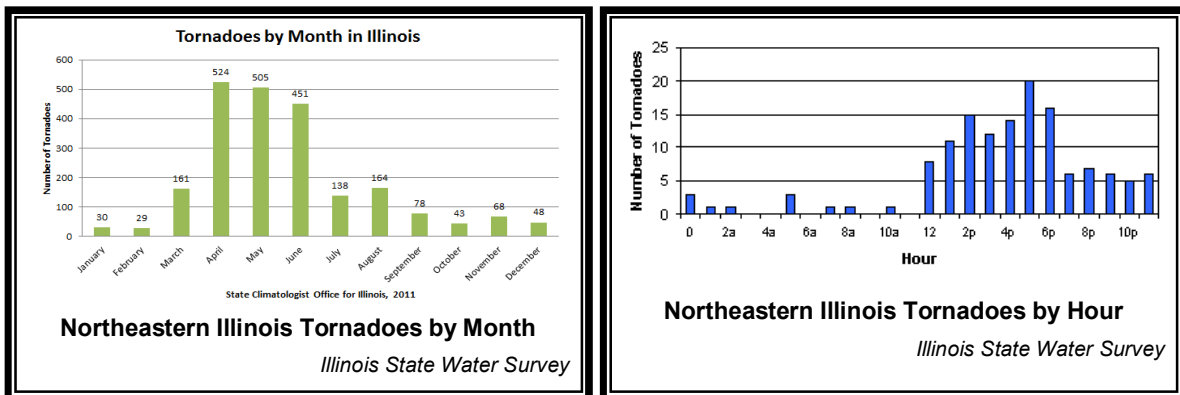 Tornadoes by Month in Illinois
Number of Tornadoes
600
500
400
300
200
100
0
30
29
161
524
505
451
138
164
78
43
68
48
January
February
March
April
May
June
July
August
September
October
November
December
State Climatologist Office for Illinois, 2011
Northeastern Illinois Tornadoes by Month
Illinois State Water Survey
Number of Tornadoes
25
20
15
10
5
0
0
2a
4a
6a
8a
10a
12
2p
4p
6p
8p
10p
Hour
Northeastern Illinois Tornadoes by Hour
Illinois State Water Survey